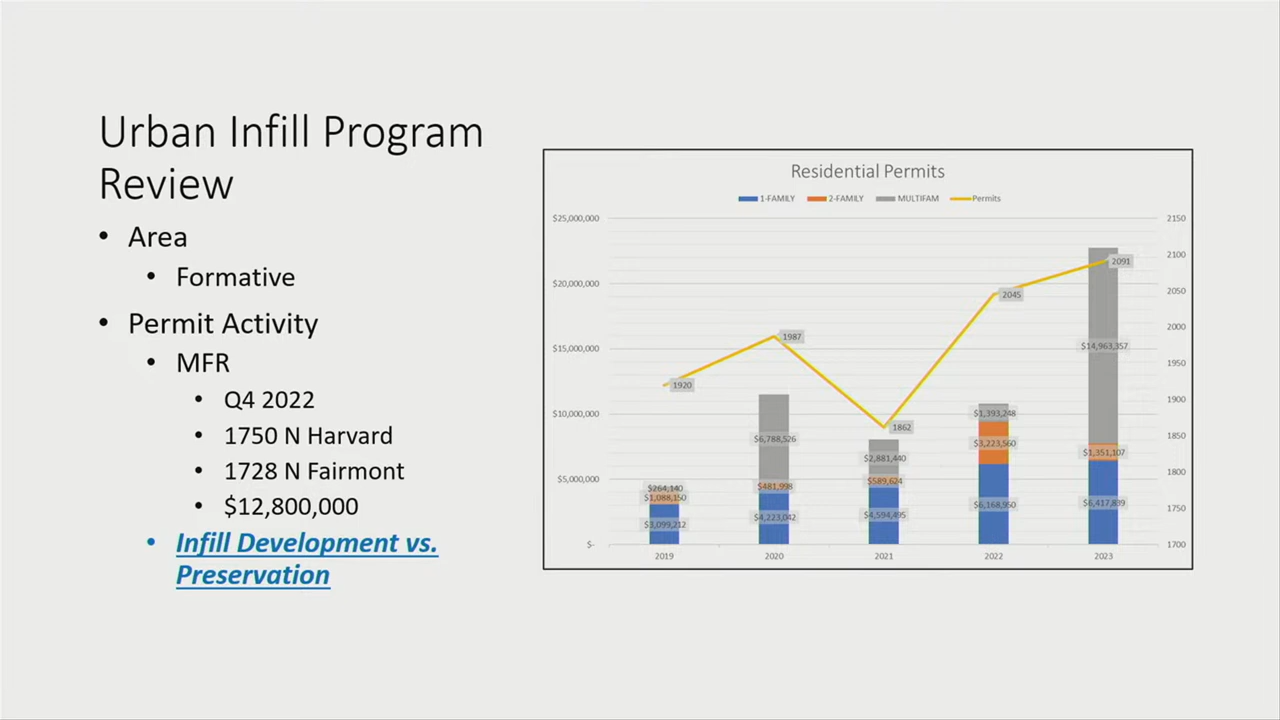 Urban Infill Program
Review
• Area
• Formative
• Permit Activity
• MFR
• Q4 2022
• 1750 N Harvard
• 1728 N Fairmont
• $12,800,000
• Infill Development vs.
Preservation
Residential Permits
1-FAMILY 2-FAMILY MULTIFAM Permits
$25,000,000
$20,000,000
$15,000,000
$10,000,000
$5,000,000
$-
2150
2100
2050
2000
1950
1900
1850
1800
1750
1700
1920
1987
1862
2045
2091
$264,140
$1,088,150
$3,099,212
$6,788,526
$481,998
$4,223,042
$2,881,440
$589,624
$4,594,495
$1,393,248
$3,223,560
$6,168,950
$14,963,357
$1,351,107
$6,417,839
2019 2020 2021 2022 2023